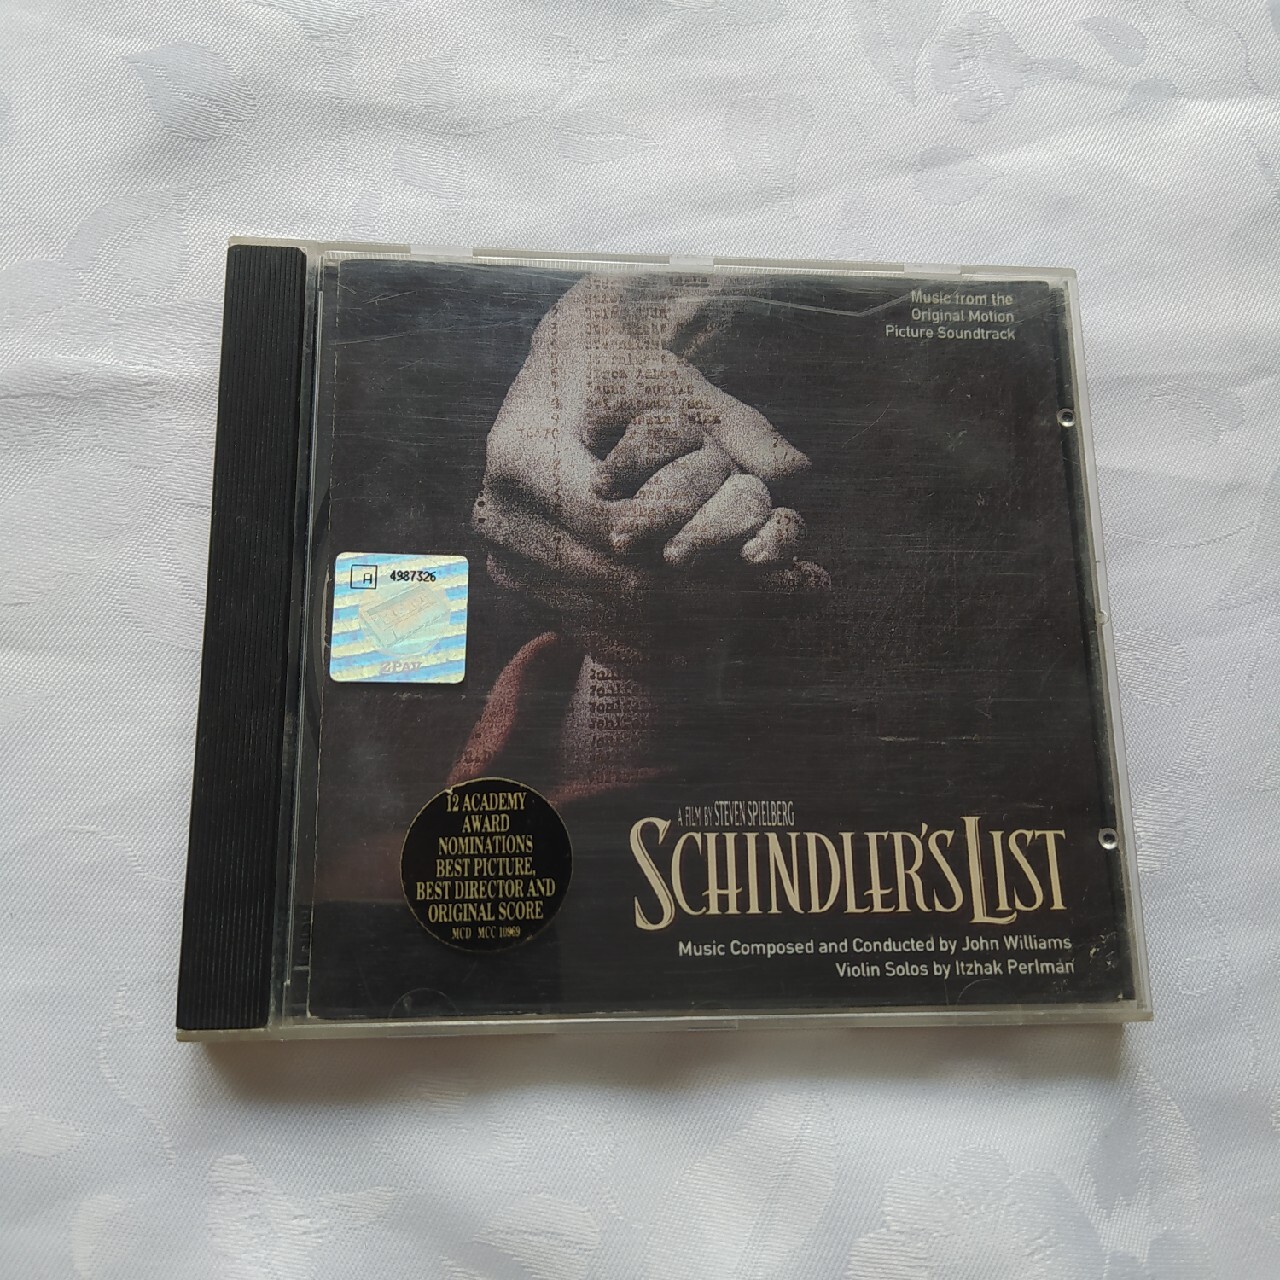 Music from the
Original Motion
Picture Soundtrack
A 4987326
ZPAV
12 ACADEMY
AWARD
NOMINATIONS
BEST PICTURE,
BEST DIRECTOR AND
ORIGINAL SCORE
MCD MCC 10969
A FILM BY STEVEN SPIELBERG
SCHINDLER'S LIST
Music Composed and Conducted by John Williams
Violin Solos by Itzhak Perlman